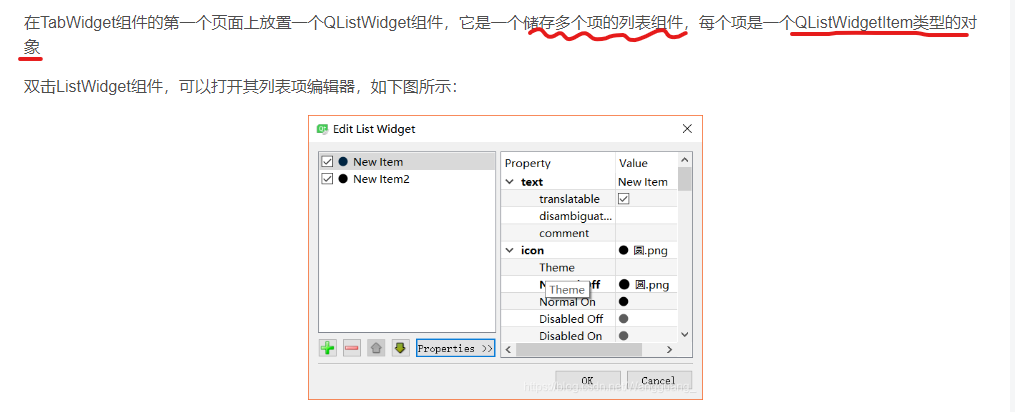 在TabWidget组件的第一个页面上放置一个QListWidget组件，它是一个储存多个项的列表组件，每个项是一个QListWidgetItem类型的对
象
双击ListWidget组件，可以打开其列表项编辑器，如下图所示：
Edit List Widget
New Item
New Item2
Property Value
text New Item
translatable
disambiguat...
comment
icon 圆.png
Theme
圆.png
Theme
Normal On
Disabled Off
Disabled On
Properties >>
OK Cancel